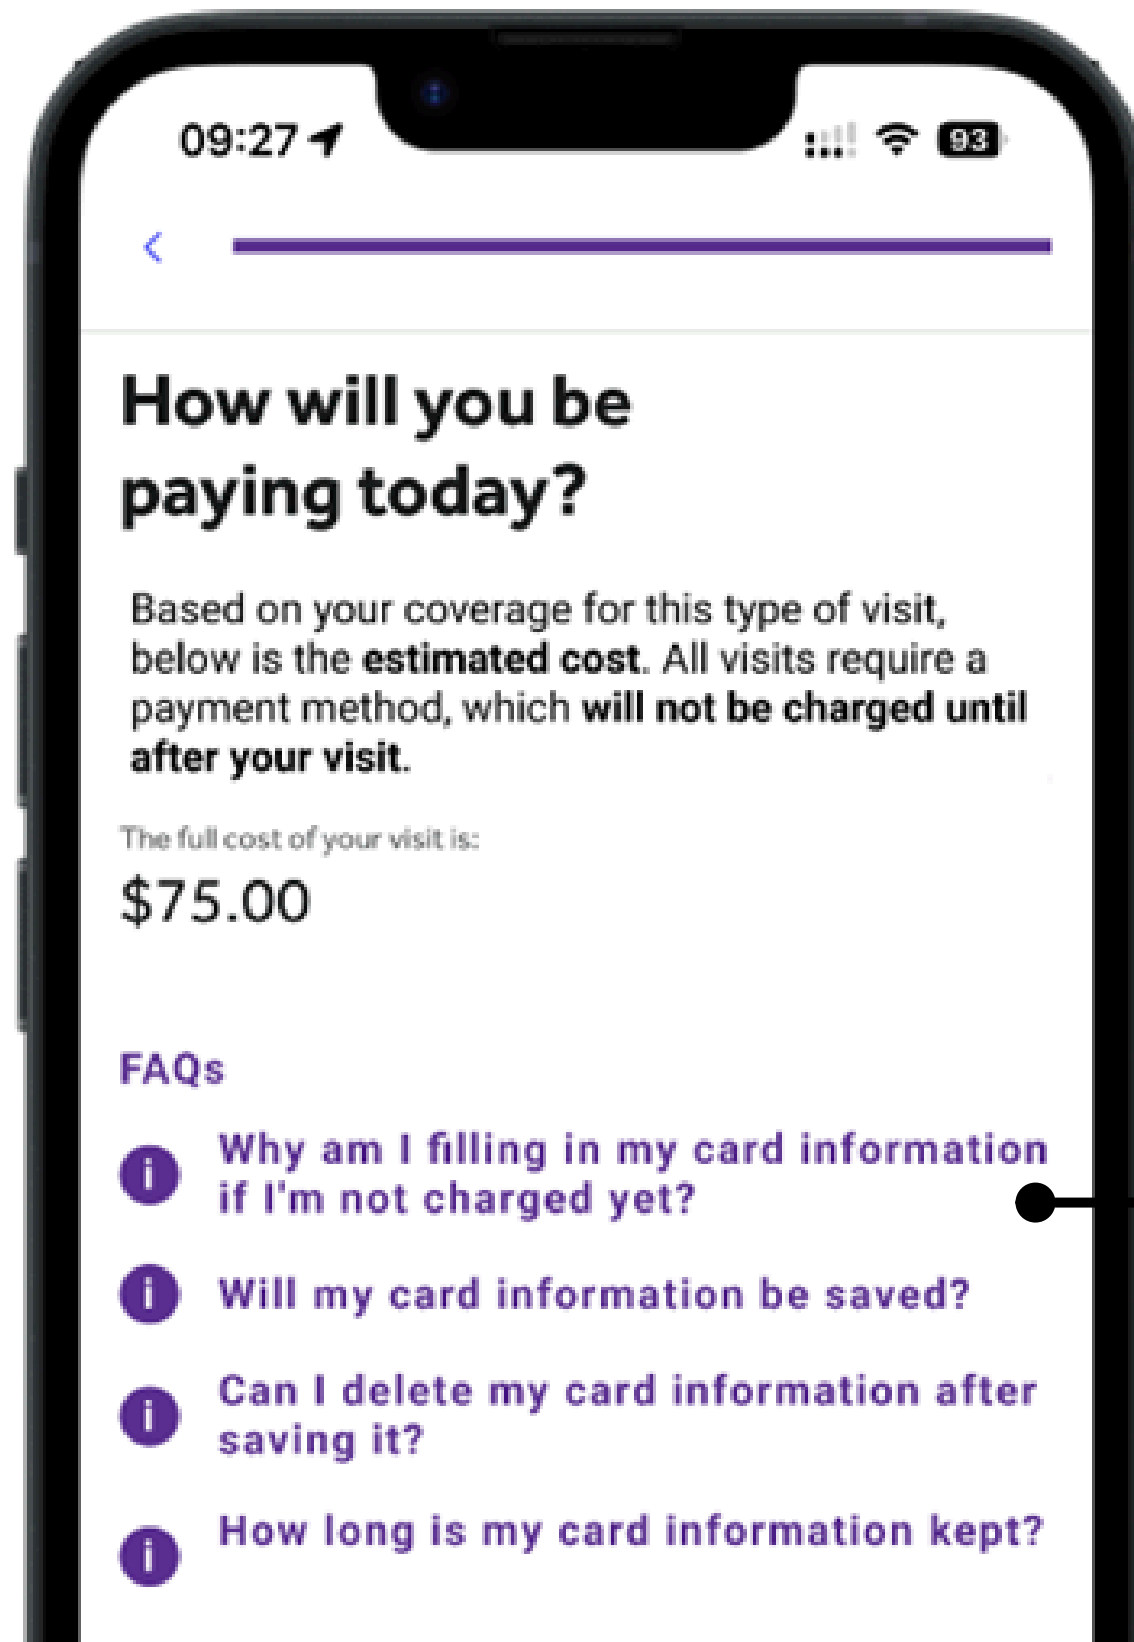 09:27
93
How will you be
paying today?
Based on your coverage for this type of visit,
below is the estimated cost. All visits require a
payment method, which will not be charged until
after your visit.
The full cost of your visit is:
$75.00
FAQs
Why am I filling in my card information
if I'm not charged yet?
Will my card information be saved?
Can I delete my card information after
saving it?
How long is my card information kept?